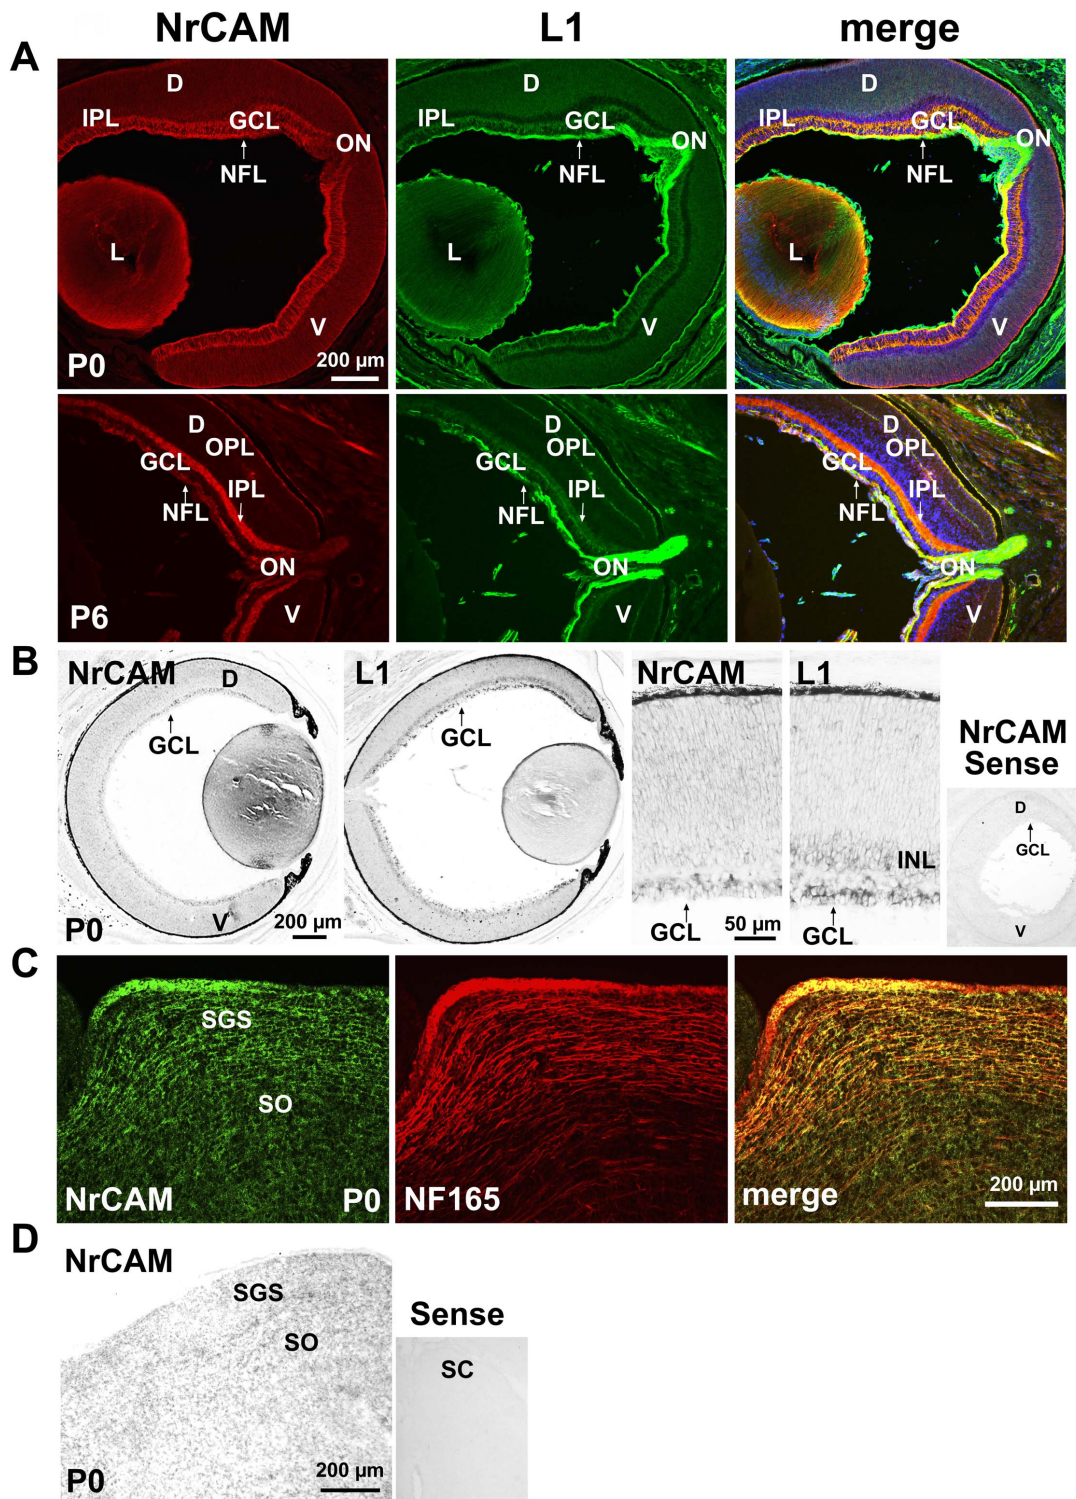 NrCAM L1 merge
A
D
IPL
GCL
ON
NFL
L
V
P0
200 µm
D
IPL
GCL
ON
NFL
L
V
D
IPL
GCL
ON
NFL
L
V
D
OPL
GCL
IPL
NFL
ON
V
P6
D
OPL
GCL
IPL
NFL
ON
V
D
OPL
GCL
IPL
NFL
ON
V
B
NrCAM
D
GCL
V
P0
200 µm
L1
GCL
NrCAM
GCL
50 µm
L1
INL
GCL
NrCAM
Sense
D
GCL
V
C
SGS
SO
NrCAM
P0
NF165
merge
200 µm
D
NrCAM
SGS
SO
P0
200 µm
Sense
SC